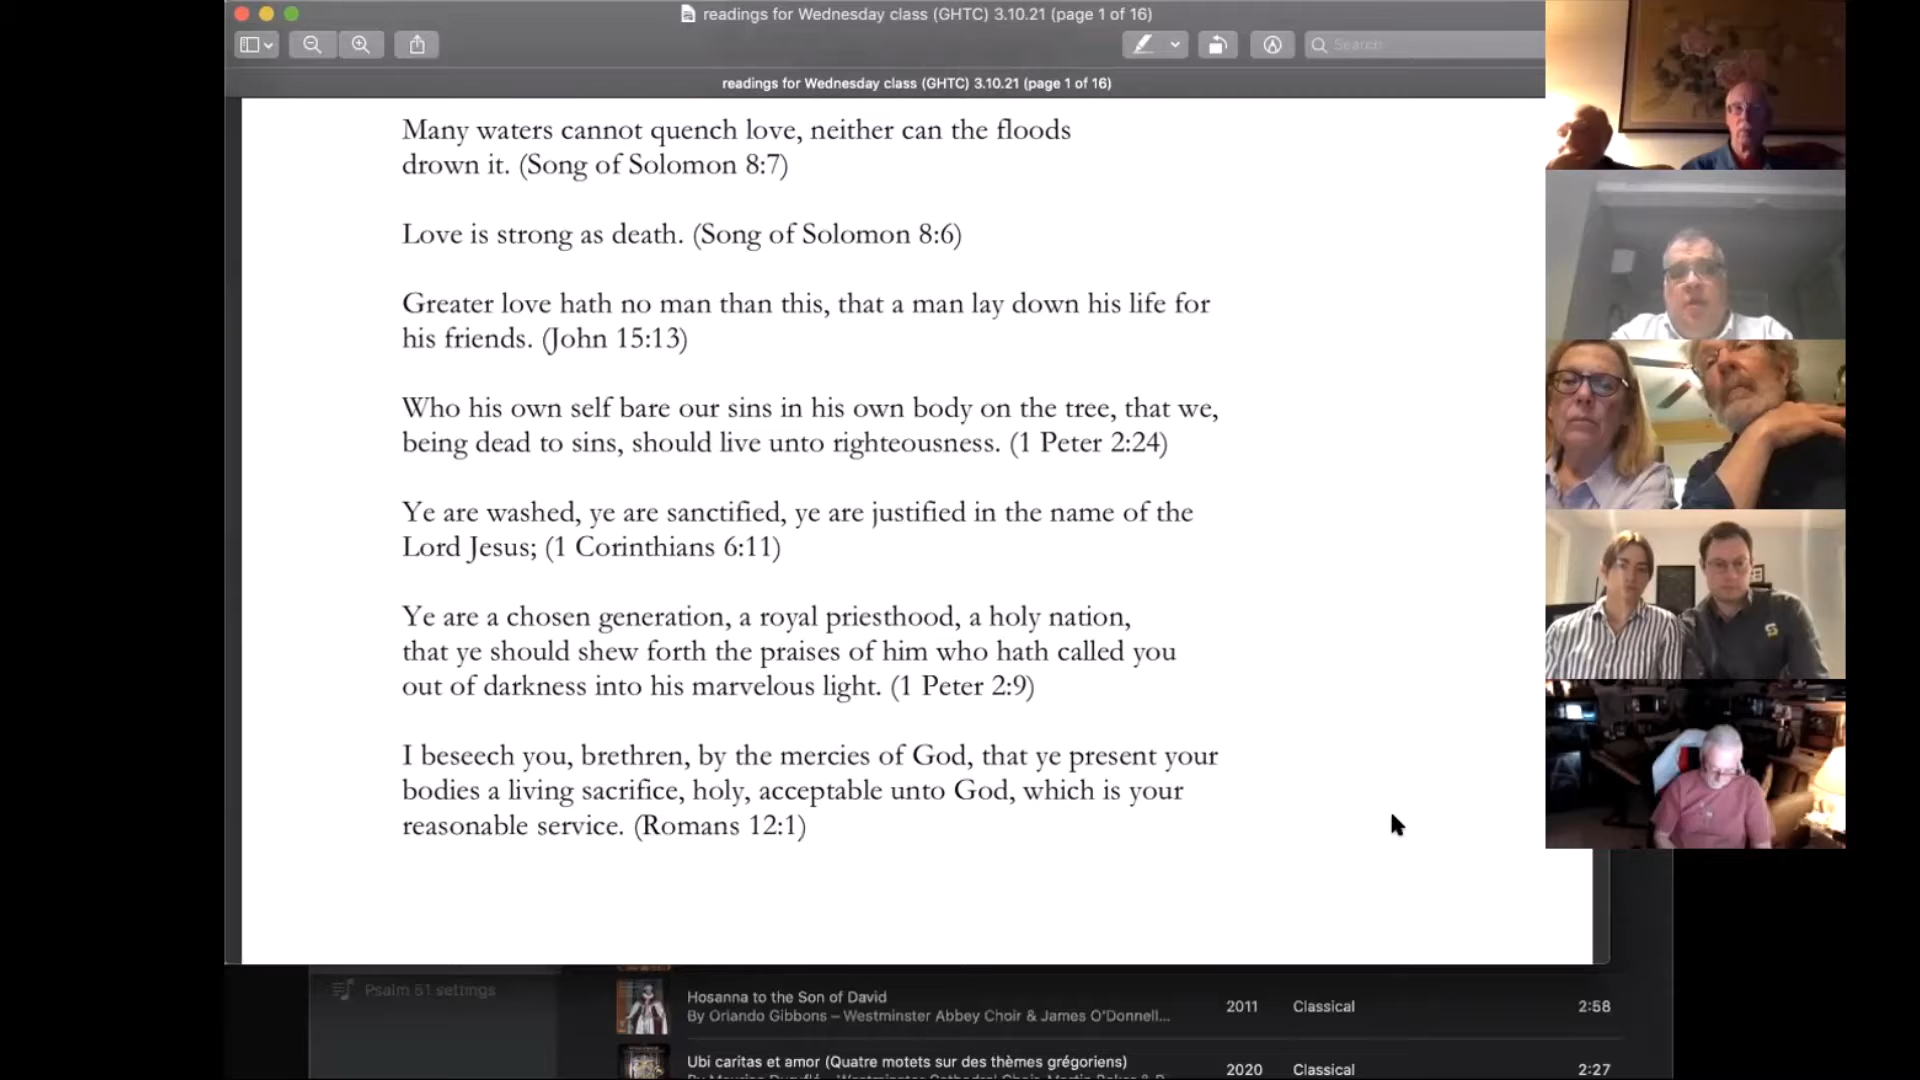 readings for Wednesday class (GHTC) 3.10.21 (page 1 of 16)
Search
readings for Wednesday class (GHTC) 3.10.21 (page 1 of 16)
Many waters cannot quench love, neither can the floods
drown it. (Song of Solomon 8:7)
Love is strong as death. (Song of Solomon 8:6)
Greater love hath no man than this, that a man lay down his life for
his friends. (John 15:13)
Who his own self bare our sins in his own body on the tree, that we,
being dead to sins, should live unto righteousness. (1 Peter 2:24)
Ye are washed, ye are sanctified, ye are justified in the name of the
Lord Jesus; (1 Corinthians 6:11)
Ye are a chosen generation, a royal priesthood, a holy nation,
that ye should shew forth the praises of him who hath called you
out of darkness into his marvelous light. (1 Peter 2:9)
I beseech you, brethren, by the mercies of God, that ye present your
bodies a living sacrifice, holy, acceptable unto God, which is your
reasonable service. (Romans 12:1)
Psalm 51 settings
Hosanna to the Son of David
By Orlando Gibbons – Westminster Abbey Choir & James O'Donnell...
2011 Classical 2:58
Ubi caritas et amor (Quatre motets sur des thèmes grégoriens)
2020 Classical 2:27